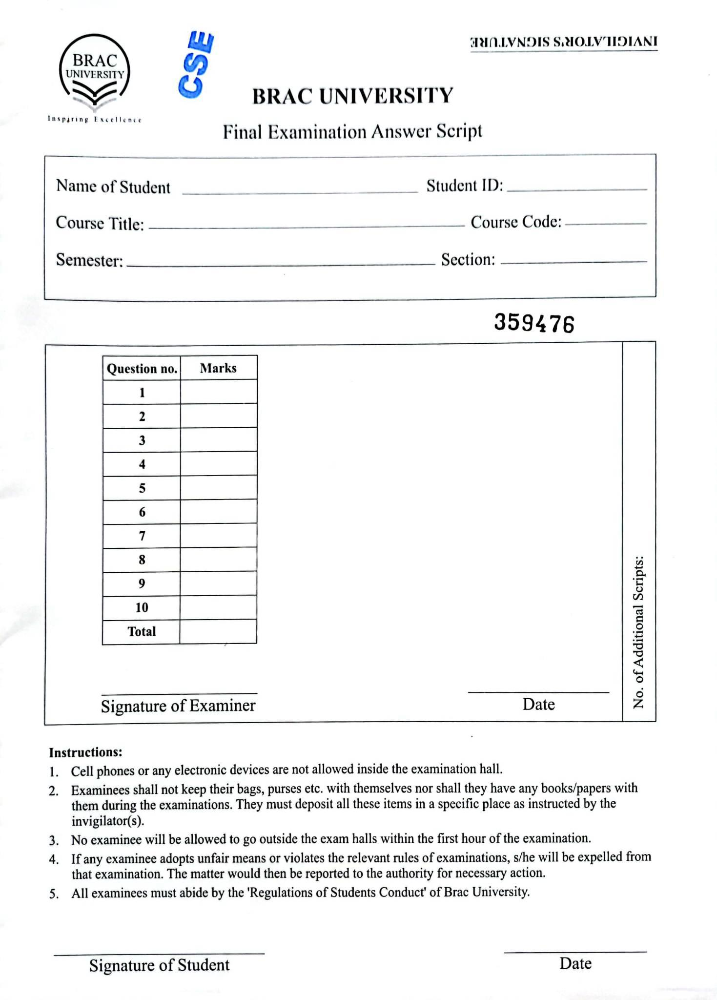 INVIGILATOR'S SIGNATURE
BRAC
UNIVERSITY
Inspiring Excellence
CSE
BRAC UNIVERSITY
Final Examination Answer Script
Name of Student Student ID:
Course Title: Course Code:
Semester: Section:
359476
Question no. Marks
1
2
3
4
5
6
7
8
9
10
Total
Signature of Examiner
Date
No. of Additional Scripts:
Instructions:
1. Cell phones or any electronic devices are not allowed inside the examination hall.
2. Examinees shall not keep their bags, purses etc. with themselves nor shall they have any books/papers with
them during the examinations. They must deposit all these items in a specific place as instructed by the
invigilator(s).
3. No examinee will be allowed to go outside the exam halls within the first hour of the examination.
4. If any examinee adopts unfair means or violates the relevant rules of examinations, s/he will be expelled from
that examination. The matter would then be reported to the authority for necessary action.
5. All examinees must abide by the 'Regulations of Students Conduct' of Brac University.
Signature of Student
Date